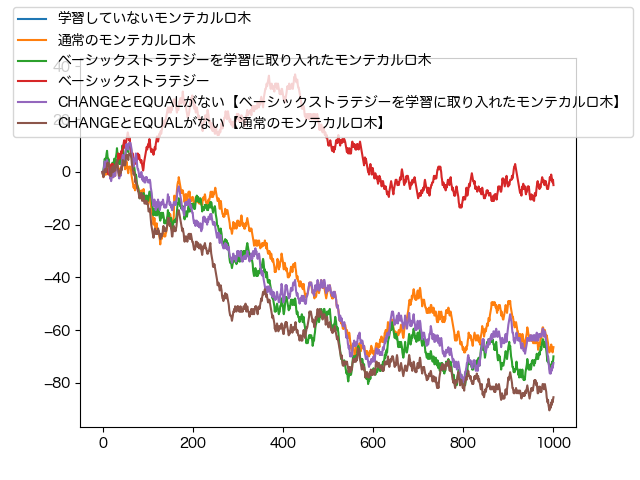 学習していないモンテカルロ木
通常のモンテカルロ木
ベーシックストラテジーを学習に取り入れたモンテカルロ木
ベーシックストラテジー
CHANGEとEQUALがない【ベーシックストラテジーを学習に取り入れたモンテカルロ木】
CHANGEとEQUALがない【通常のモンテカルロ木】
40
20
0
−20
−40
−60
−80
0 200 400 600 800 1000